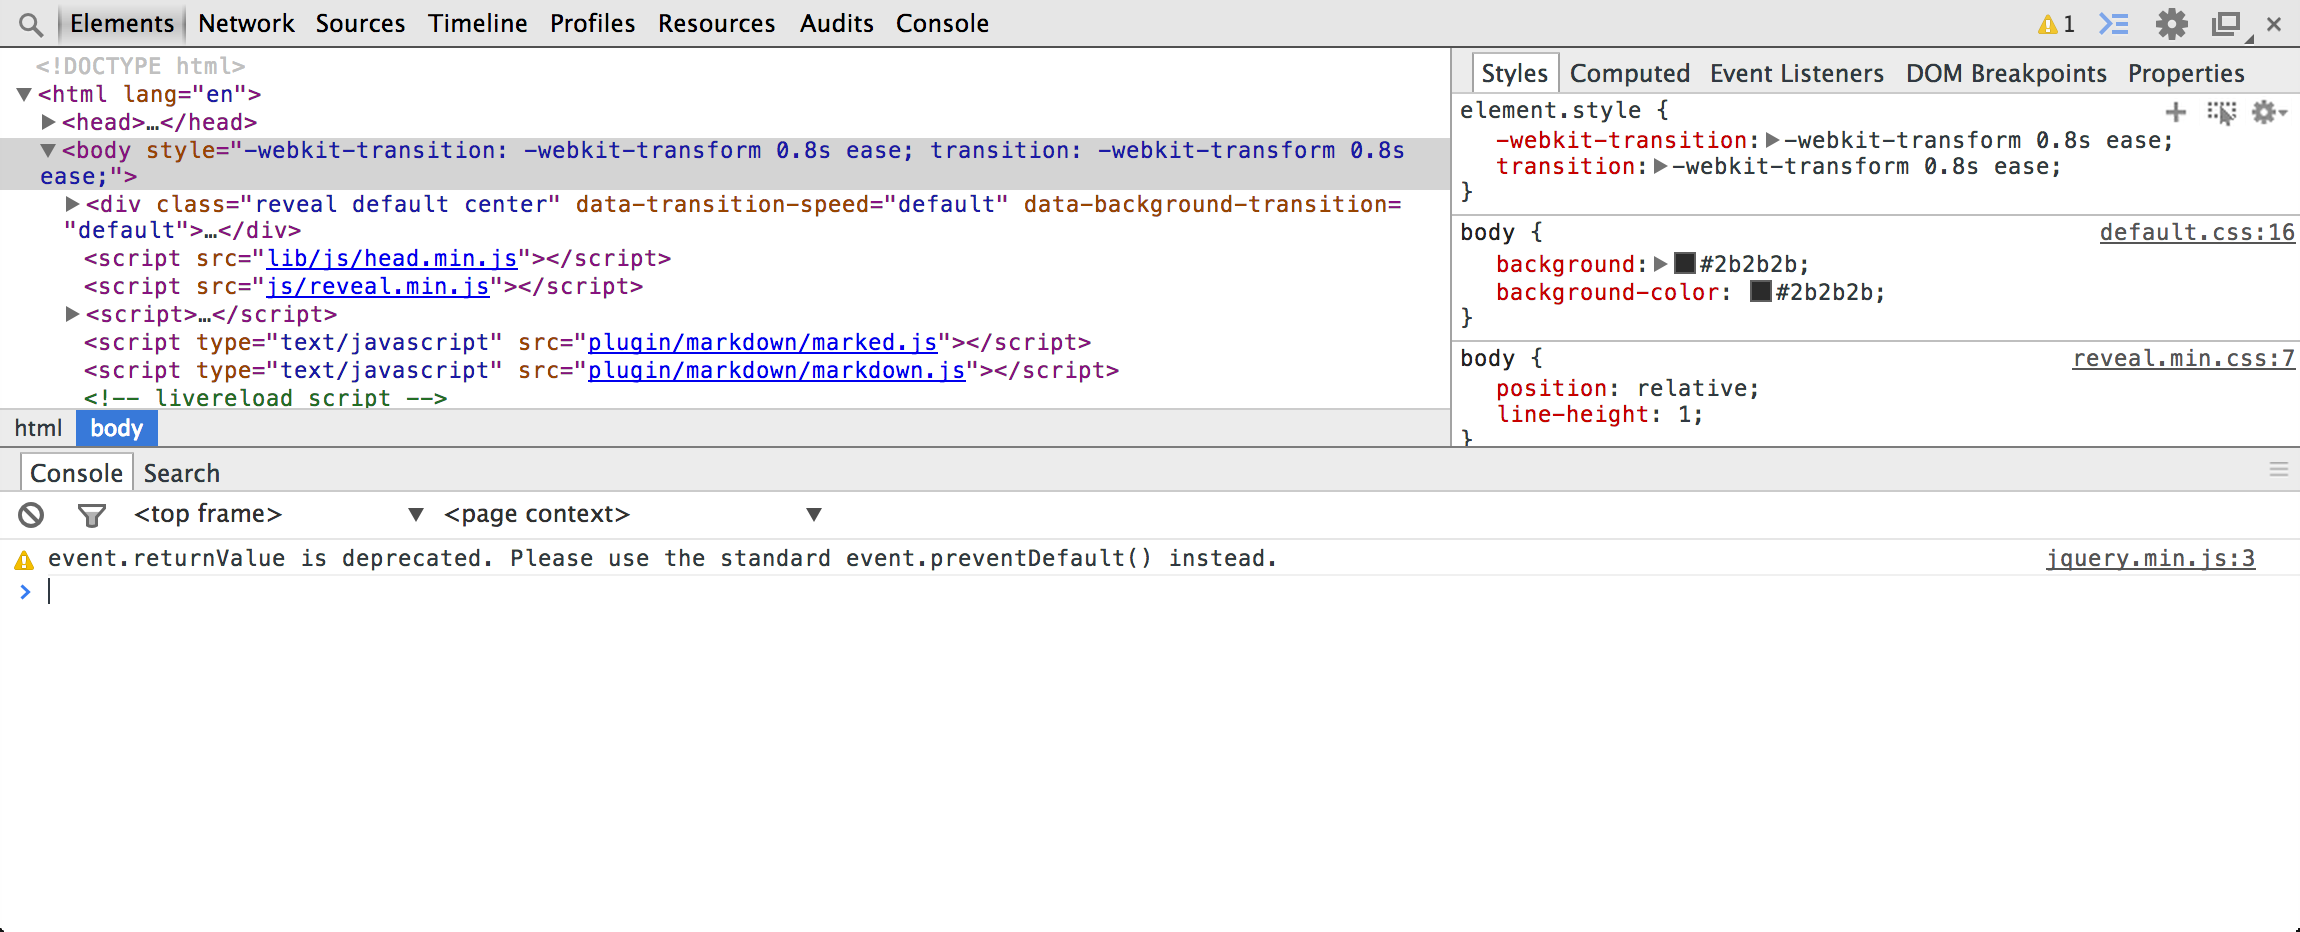 Elements Network Sources Timeline Profiles Resources Audits Console 1
<!DOCTYPE html>
<html lang="en">
<head>…</head>
<body style="-webkit-transition: -webkit-transform 0.8s ease; transition: -webkit-transform 0.8s
ease;">
<div class="reveal default center" data-transition-speed="default" data-background-transition=
"default">…</div>
<script src="lib/js/head.min.js"></script>
<script src="js/reveal.min.js"></script>
<script>…</script>
<script type="text/javascript" src="plugin/markdown/marked.js"></script>
<script type="text/javascript" src="plugin/markdown/markdown.js"></script>
<!-- livereload script -->
html body
Styles Computed Event Listeners DOM Breakpoints Properties
element.style {
-webkit-transition: -webkit-transform 0.8s ease;
transition: -webkit-transform 0.8s ease;
}
body { default.css:16
background: #2b2b2b;
background-color: #2b2b2b;
}
body { reveal.min.css:7
position: relative;
line-height: 1;
}
Console Search
<top frame> <page context>
event.returnValue is deprecated. Please use the standard event.preventDefault() instead. jquery.min.js:3